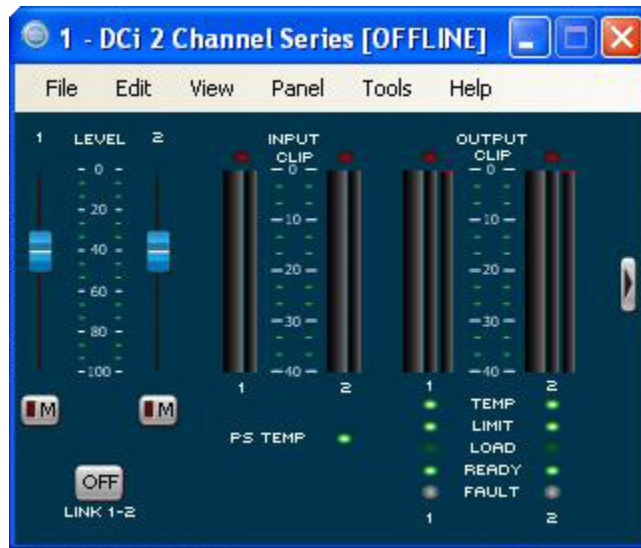 1 - DCi 2 Channel Series [OFFLINE]
File Edit View Panel Tools Help
1 LEVEL 2
INPUT
CLIP
OUTPUT
CLIP
- 0 -
- 20 -
- 40 -
- 60 -
- 80 -
-100 -
-0-
-10-
-20-
-30-
-40-
1 2
-0-
-10-
-20-
-30-
-40-
1 2
M M
PS TEMP
TEMP
LIMIT
LOAD
READY
FAULT
1 2
OFF
LINK 1-2